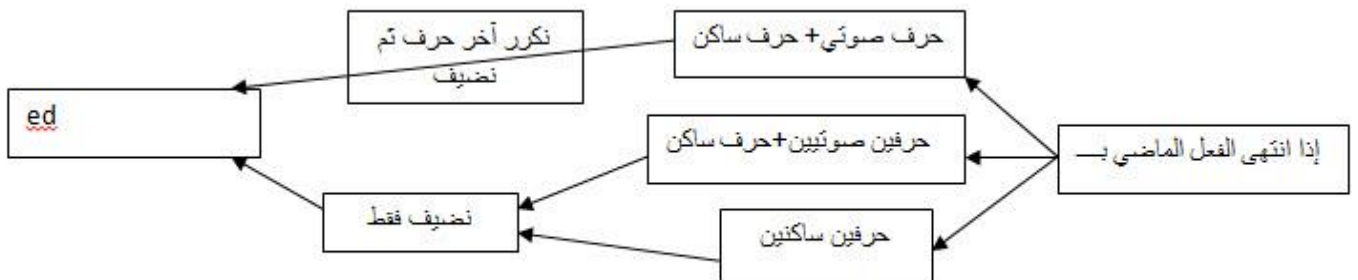 إذا انتهى الفعل الماضي بـــ
حرف صوتي+ حرف ساكن
نكرر آخر حرف ثم
نضيف
حرفين صوتيين+حرف ساكن
حرفين ساكنين
نضيف فقط
ed